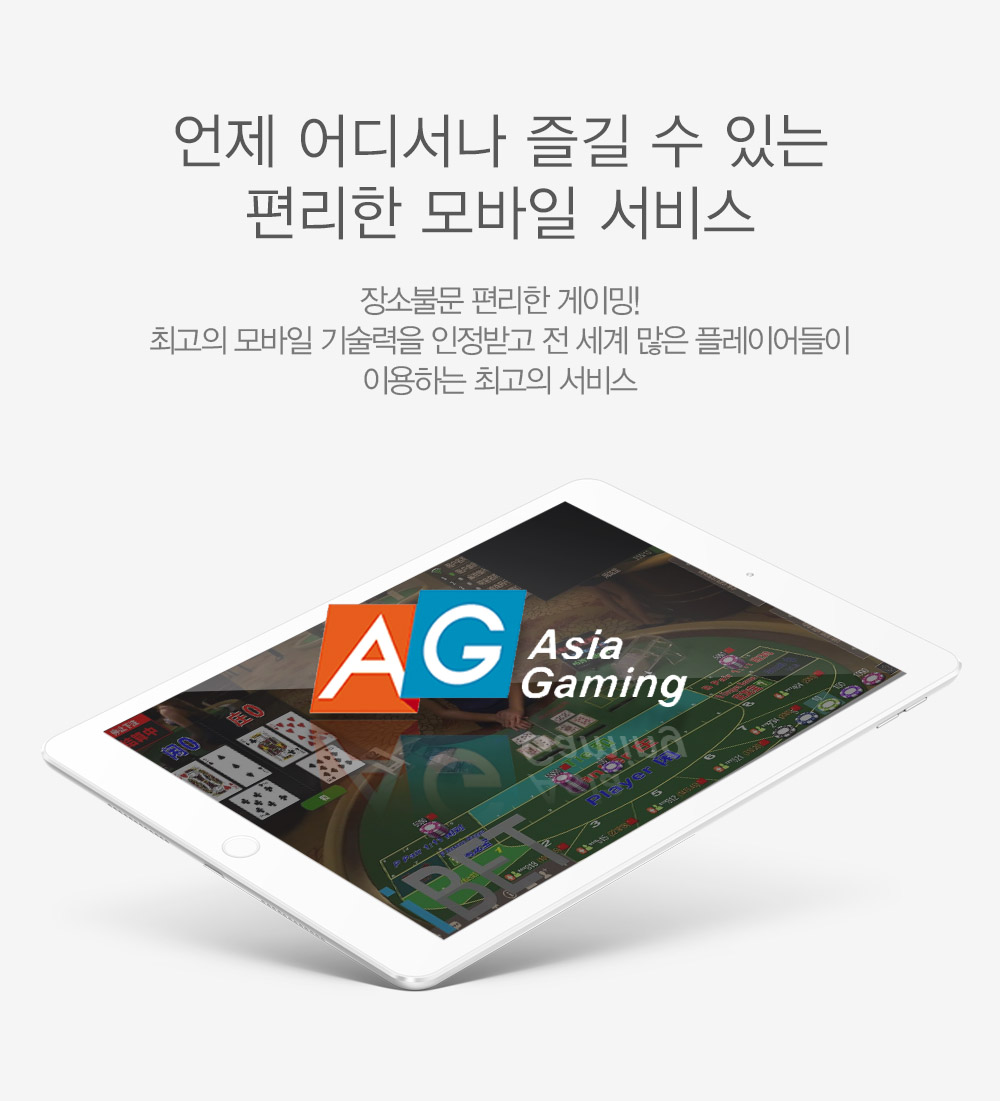 언제 어디서나 즐길 수 있는
편리한 모바일 서비스
장소불문 편리한 게이밍!
최고의 모바일 기술력을 인정받고 전 세계 많은 플레이어들이
이용하는 최고의 서비스
AG Asia
Gaming
Player 闲
iBET